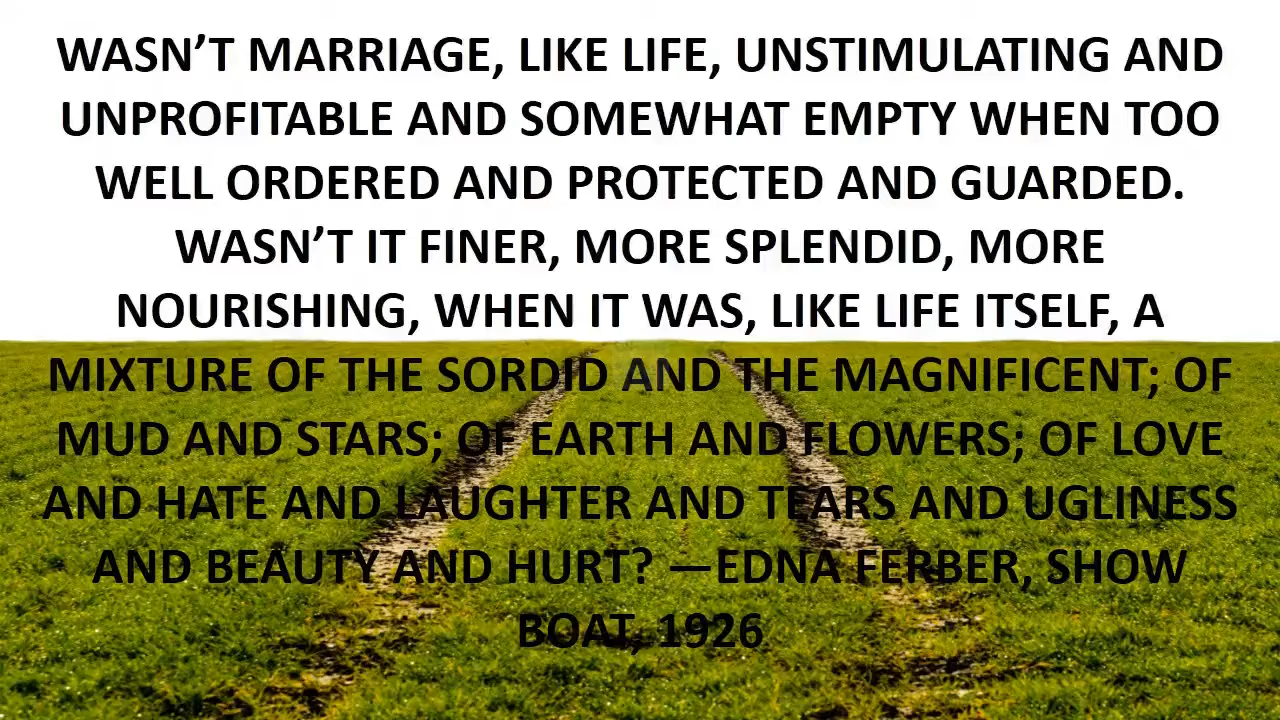 WASN’T MARRIAGE, LIKE LIFE, UNSTIMULATING AND
UNPROFITABLE AND SOMEWHAT EMPTY WHEN TOO
WELL ORDERED AND PROTECTED AND GUARDED.
WASN’T IT FINER, MORE SPLENDID, MORE
NOURISHING, WHEN IT WAS, LIKE LIFE ITSELF, A
MIXTURE OF THE SORDID AND THE MAGNIFICENT; OF
MUD AND STARS; OF EARTH AND FLOWERS; OF LOVE
AND HATE AND LAUGHTER AND TEARS AND UGLINESS
AND BEAUTY AND HURT? —EDNA FERBER, SHOW
BOAT, 1926